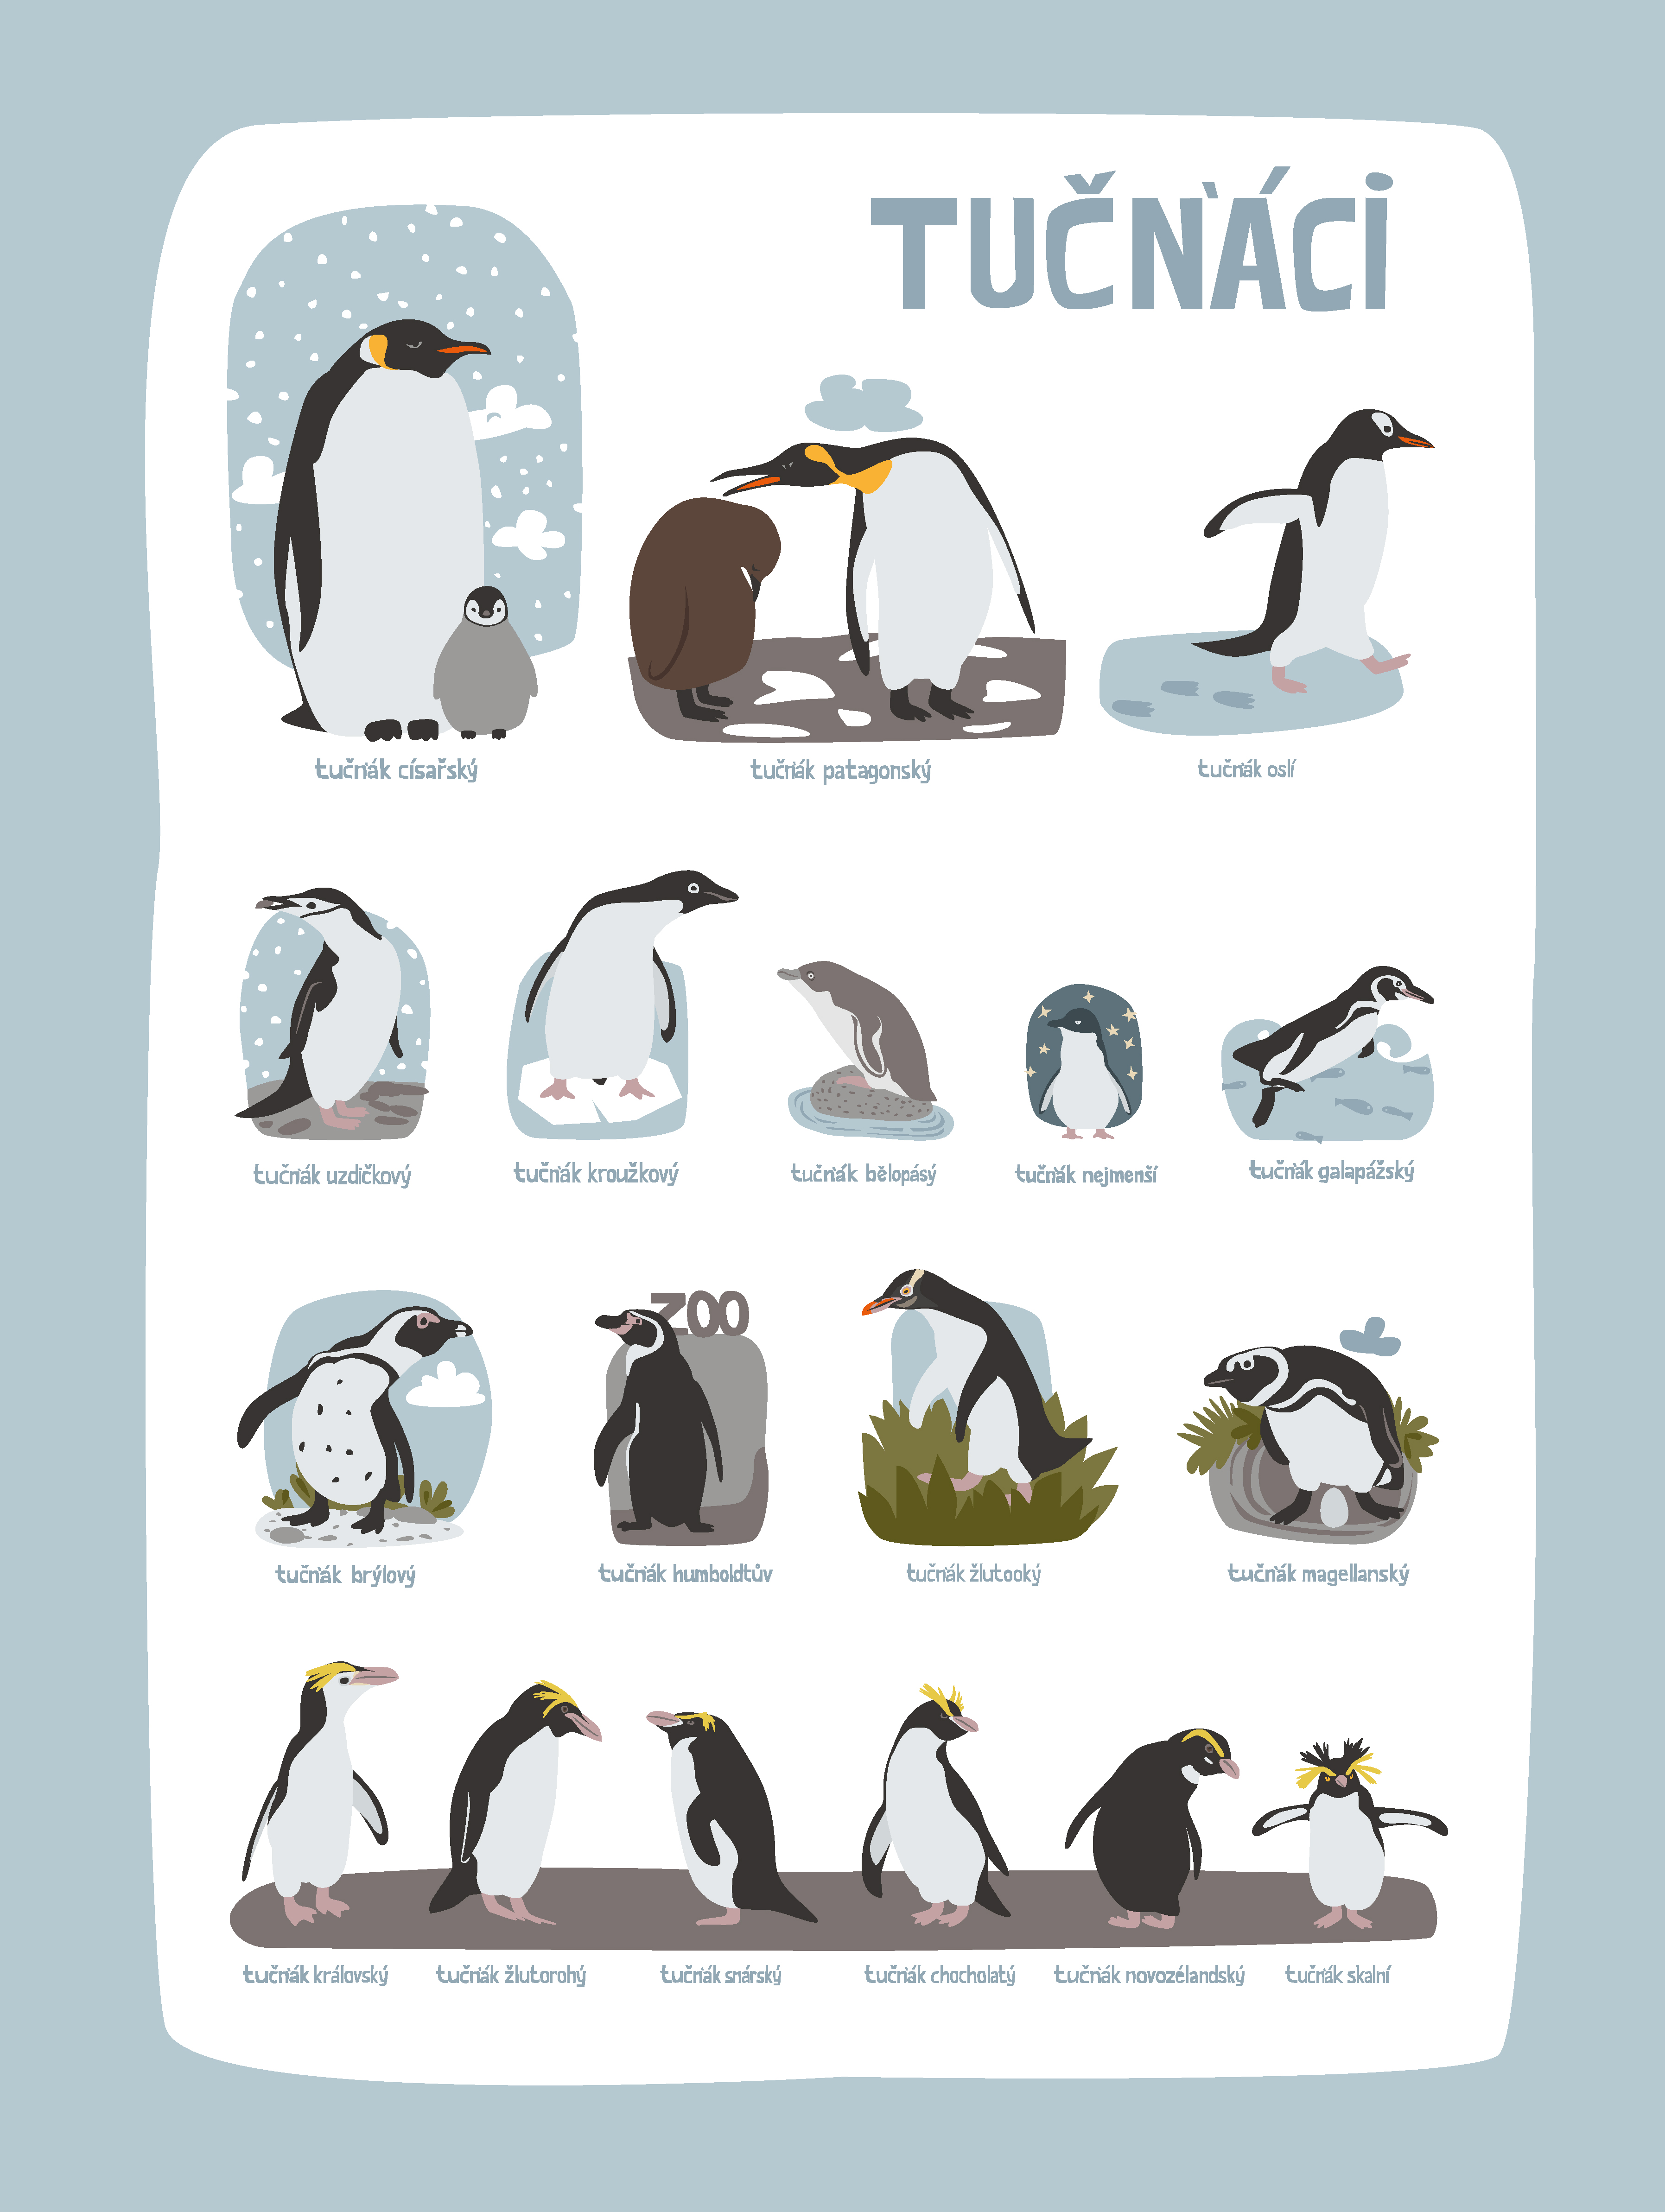 TUČŇÁCI
tučňák císařský
tučňák patagonský
tučňák oslí
tučňák uzdičkový
tučňák kroužkový
tučňák bělopásý
tučňák nejmenší
tučňák galapážský
ZOO
tučňák brýlový
tučňák humboldtův
tučňák žlutooký
tučňák magellanský
tučňák královský
tučňák žlutorohý
tučňák snárský
tučňák chocholatý
tučňák novozélandský
tučňák skalní